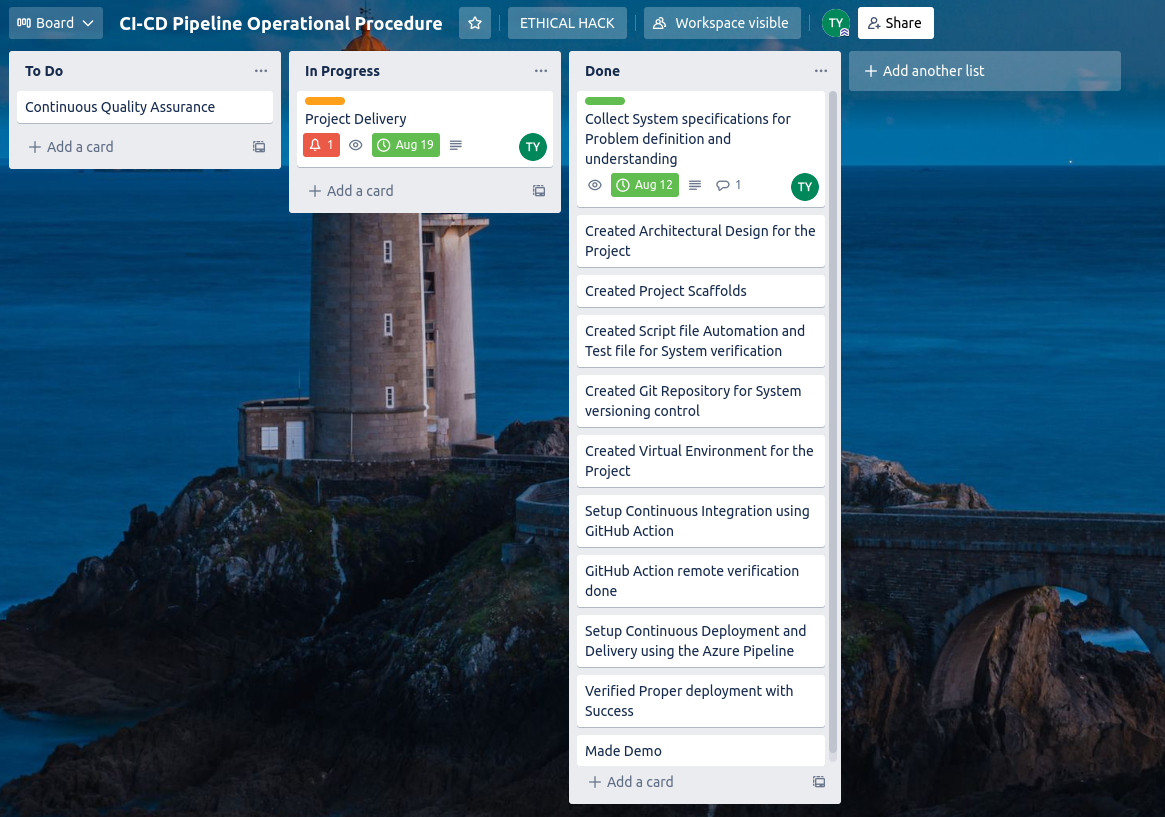 Board
CI-CD Pipeline Operational Procedure
ETHICAL HACK
Workspace visible
TY
Share
To Do
Continuous Quality Assurance
Add a card
In Progress
Project Delivery
1
Aug 19
TY
Add a card
Done
Collect System specifications for
Problem definition and
understanding
Aug 12
1
TY
Created Architectural Design for the
Project
Created Project Scaffolds
Created Script file Automation and
Test file for System verification
Created Git Repository for System
versioning control
Created Virtual Environment for the
Project
Setup Continuous Integration using
GitHub Action
GitHub Action remote verification
done
Setup Continuous Deployment and
Delivery using the Azure Pipeline
Verified Proper deployment with
Success
Made Demo
Add a card
Add another list